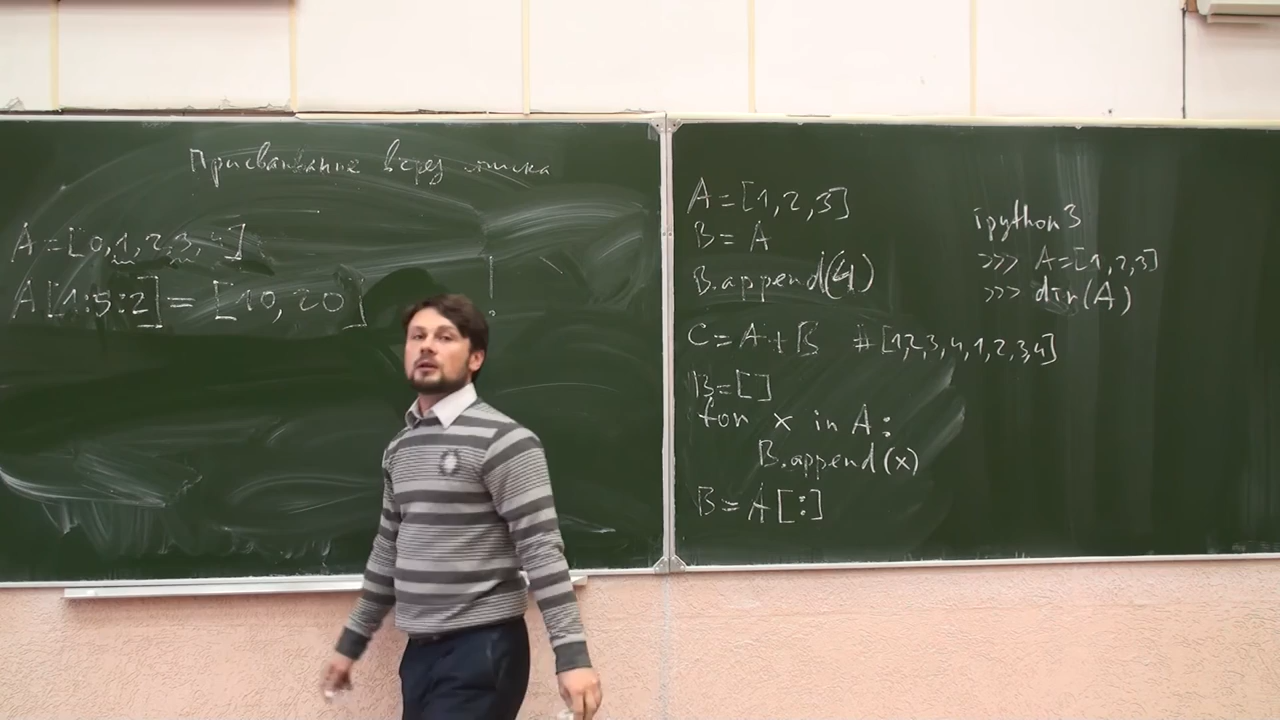 Присваивание в срез списка
A = [0, 1, 2, 3, 4]
A[1:5:2] = [10, 20]
A = [1, 2, 3]
B = A
B.append(4)
C = A + B # [1, 2, 3, 4, 1, 2, 3, 4]
B = []
for x in A:
B.append(x)
B = A[:]
ipython3
>>> A = [1, 2, 3]
>>> dir(A)